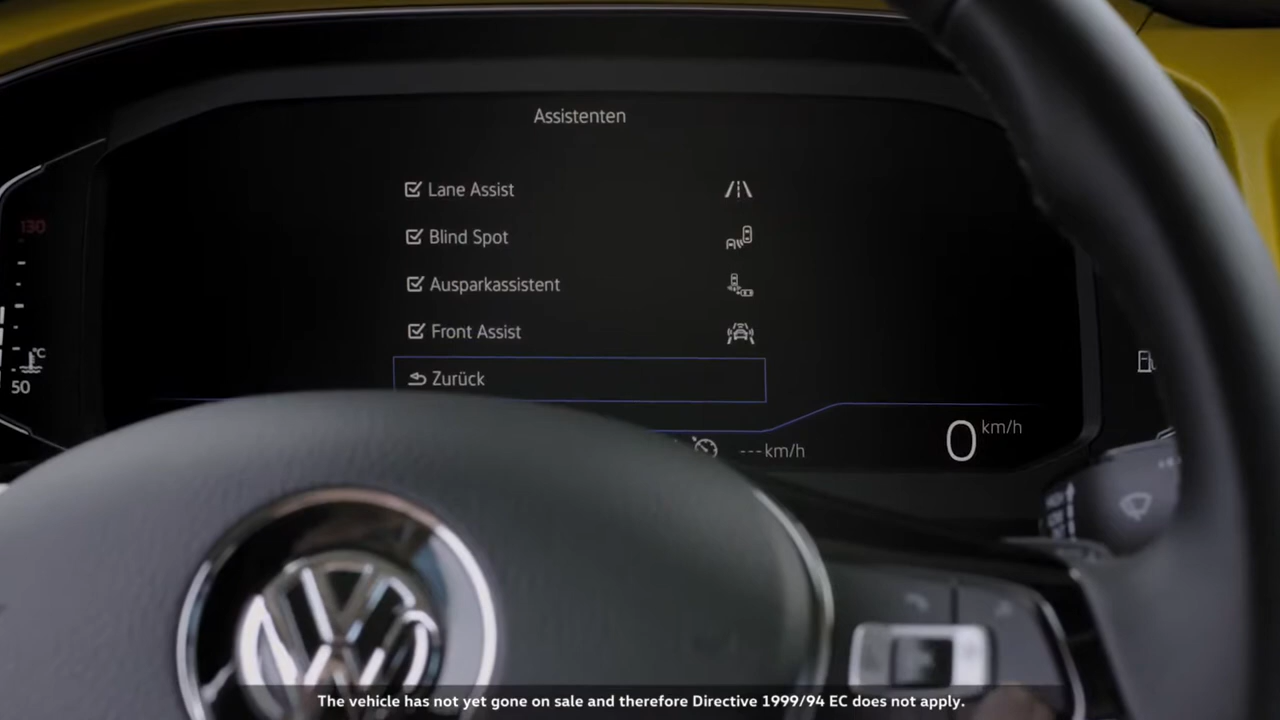 Assistenten
Lane Assist
Blind Spot
130
Ausparkassistent
Front Assist
°C
50
Zurück
0 km/h
---km/h
The vehicle has not yet gone on sale and therefore Directive 1999/94 EC does not apply.